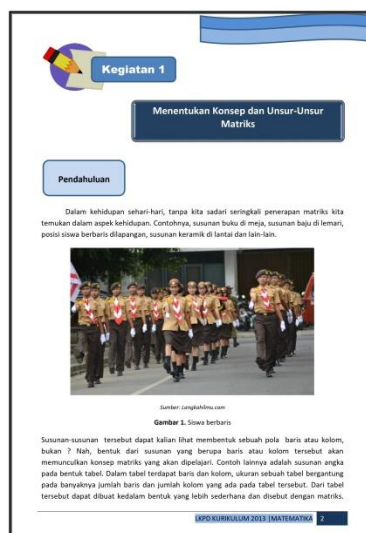 Kegiatan 1
Menentukan Konsep dan Unsur-Unsur
Matriks
Pendahuluan
Dalam kehidupan sehari-hari, tanpa kita sadari seringkali penerapan matriks kita
temukan dalam aspek kehidupan. Contohnya, susunan buku di meja, susunan baju di lemari,
posisi siswa berbaris dilapangan, susunan keramik di lantai dan lain-lain.
Sumber: Langkahilmu.com
Gambar 1. Siswa berbaris
Susunan-susunan tersebut dapat kalian lihat membentuk sebuah pola baris atau kolom,
bukan ? Nah, bentuk dari susunan yang berupa baris atau kolom tersebut akan
memunculkan konsep matriks yang akan dipelajari. Contoh lainnya adalah susunan angka
pada bentuk tabel. Dalam tabel terdapat baris dan kolom, ukuran sebuah tabel bergantung
pada banyaknya jumlah baris dan jumlah kolom yang ada pada tabel tersebut. Dari tabel
tersebut dapat dibuat kedalam bentuk yang lebih sederhana dan disebut dengan matriks.
LKPD KURIKULUM 2013 |MATEMATIKA 2